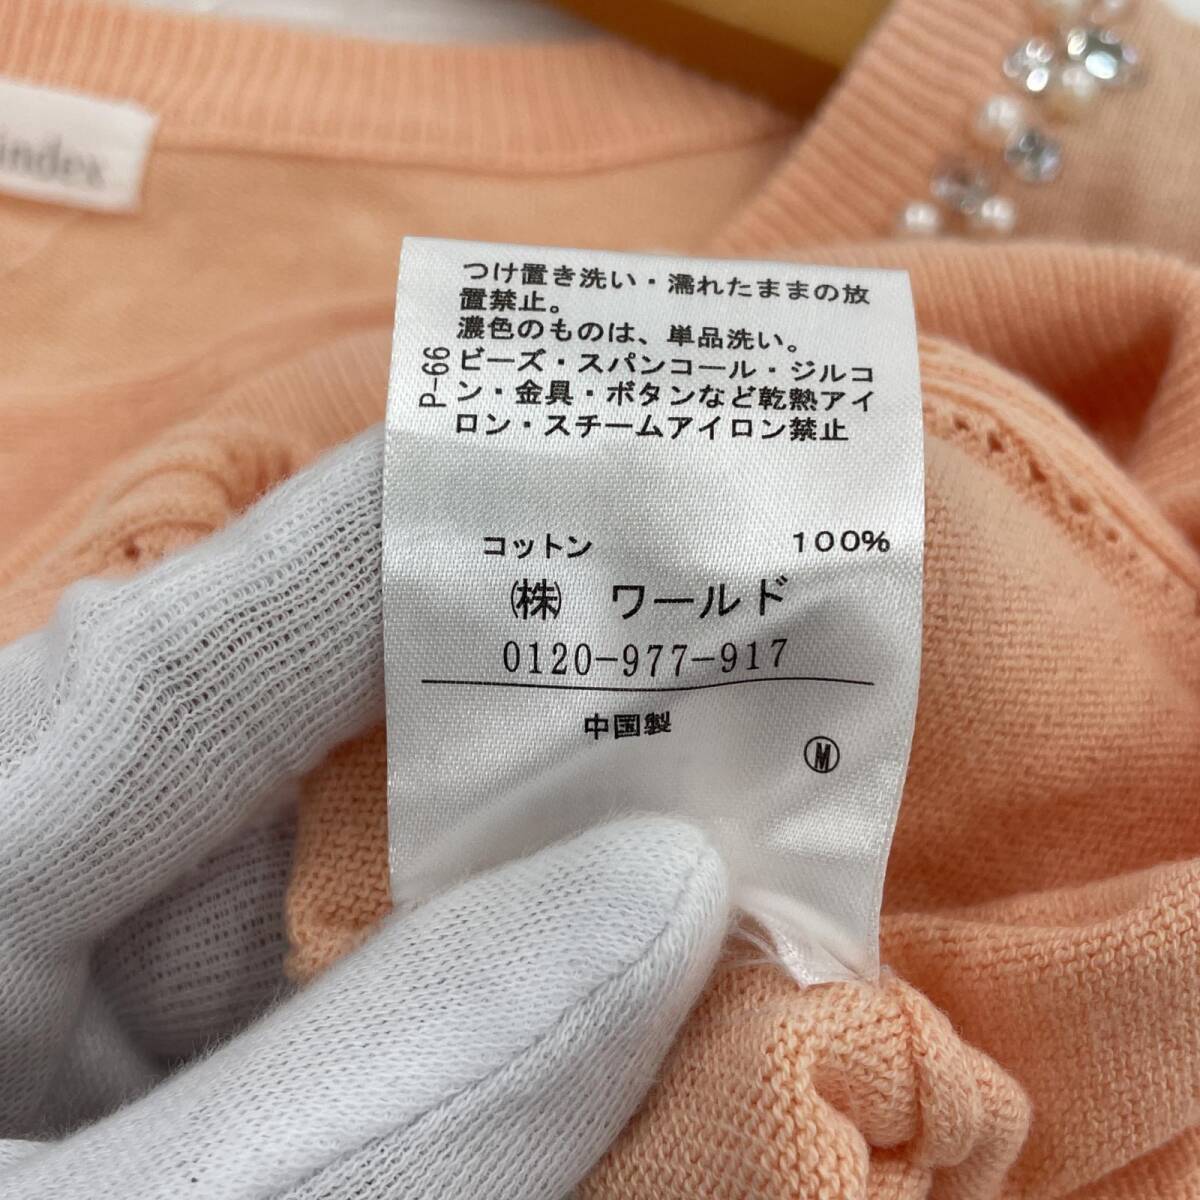 index
つけ置き洗い・濡れたままの放
置禁止。
濃色のものは、単品洗い。
ビーズ・スパンコール・ジルコ
ン・金具・ボタンなど乾熱アイ
ロン・スチームアイロン禁止
P-66
コットン 100%
㈱ ワールド
0120-977-917
中国製
Ⓜ